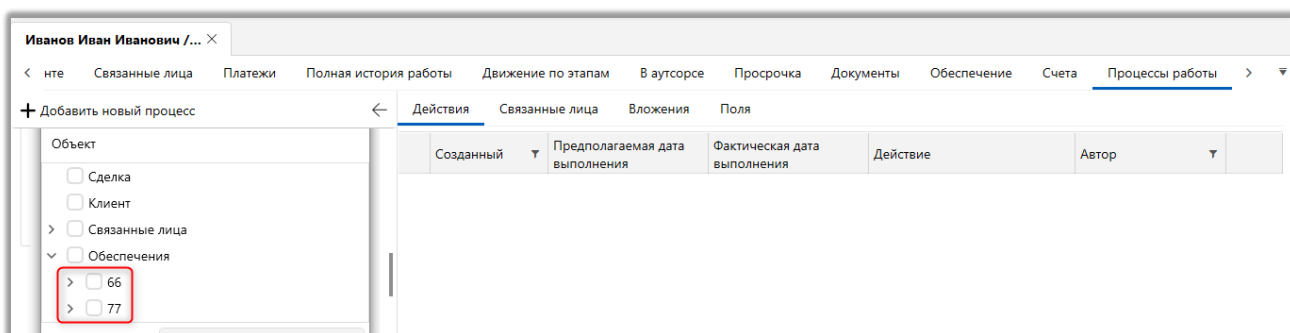 Иванов Иван Иванович /...
нте Связанные лица Платежи Полная история работы Движение по этапам В аутсорсе Просрочка Документы Обеспечение Счета Процессы работы
Добавить новый процесс
Действия Связанные лица Вложения Поля
Объект
Созданный Предполагаемая дата выполнения Фактическая дата выполнения Действие Автор
Сделка
Клиент
Связанные лица
Обеспечения
66
77